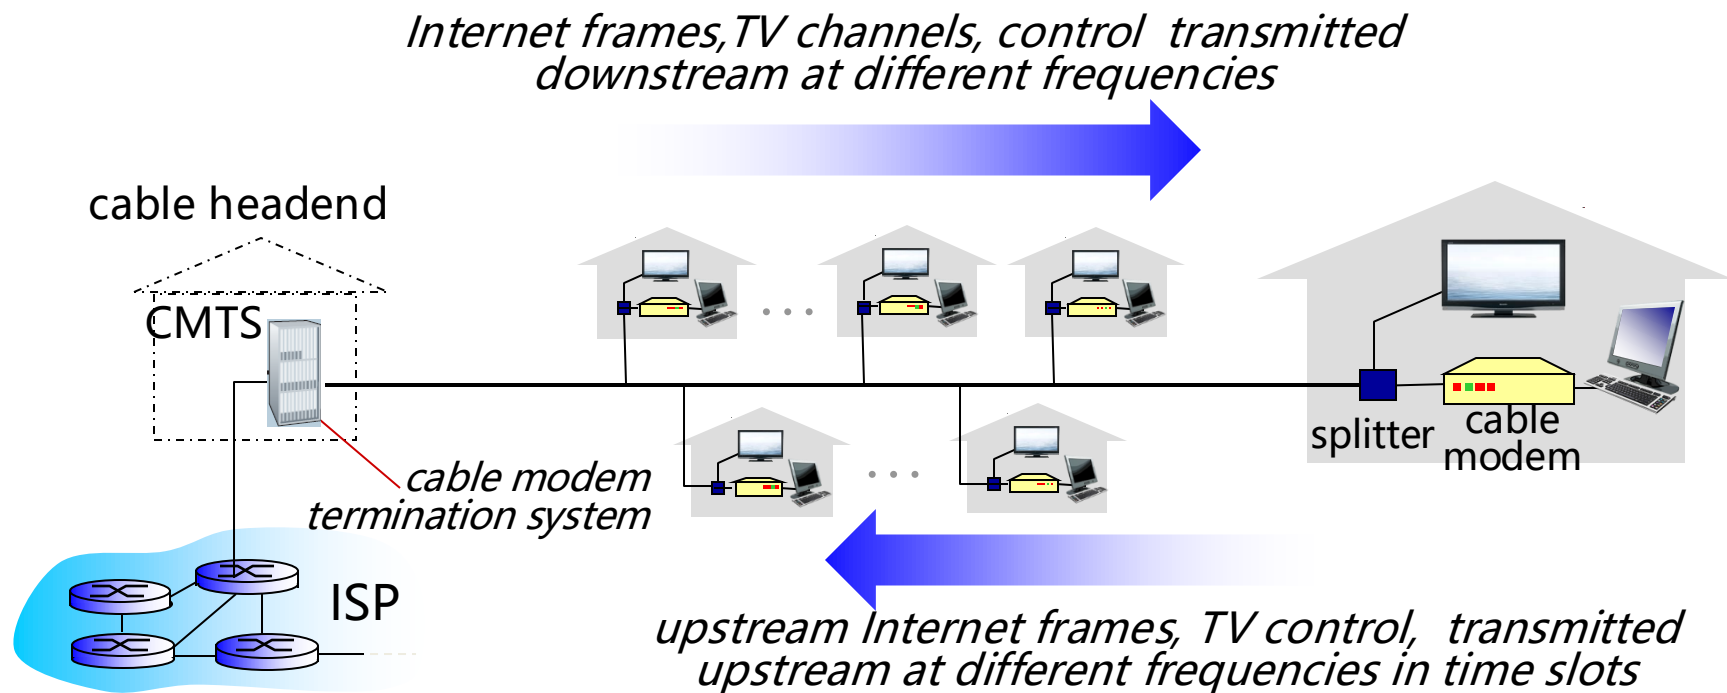 Internet frames,TV channels, control transmitted
downstream at different frequencies
cable headend
CMTS
splitter
cable
modem
cable modem
termination system
ISP
upstream Internet frames, TV control, transmitted
upstream at different frequencies in time slots